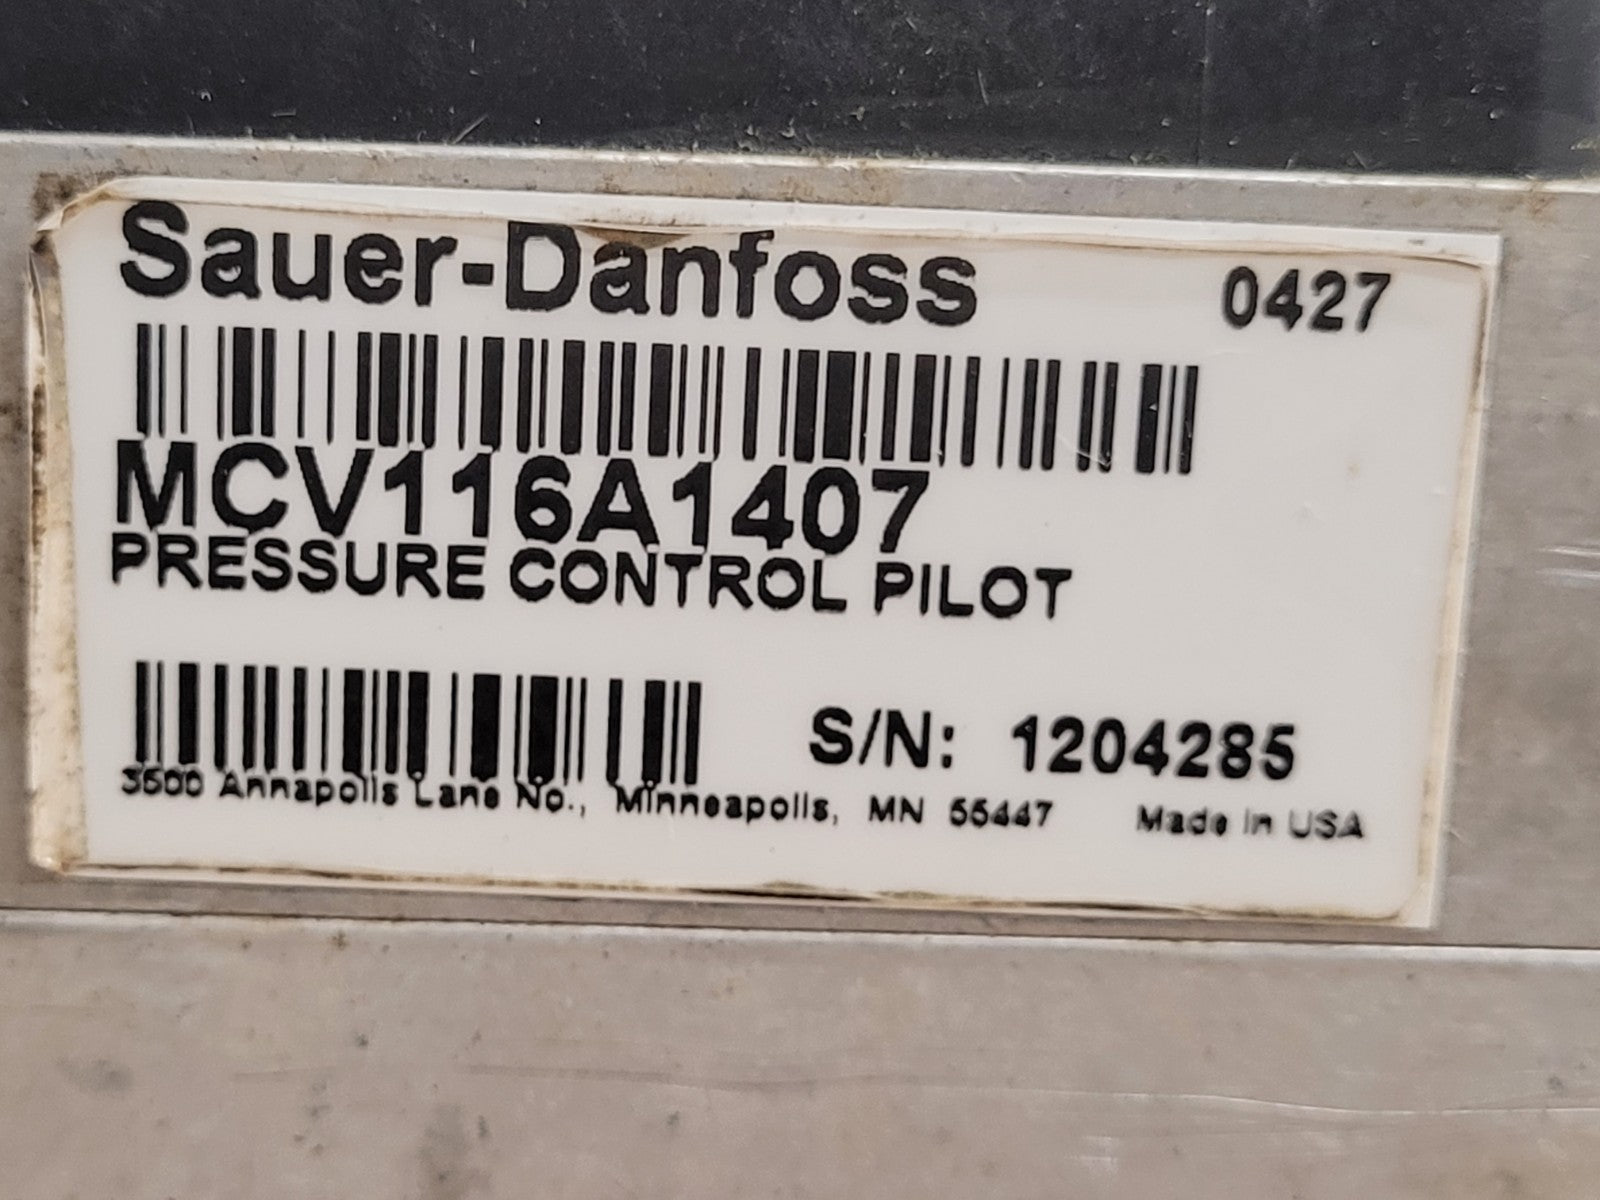 Sauer-Danfoss 0427
MCV116A1407
PRESSURE CONTROL PILOT
S/N: 1204285
3500 Annapolis Lane No., Minneapolis, MN 55447 Made in USA